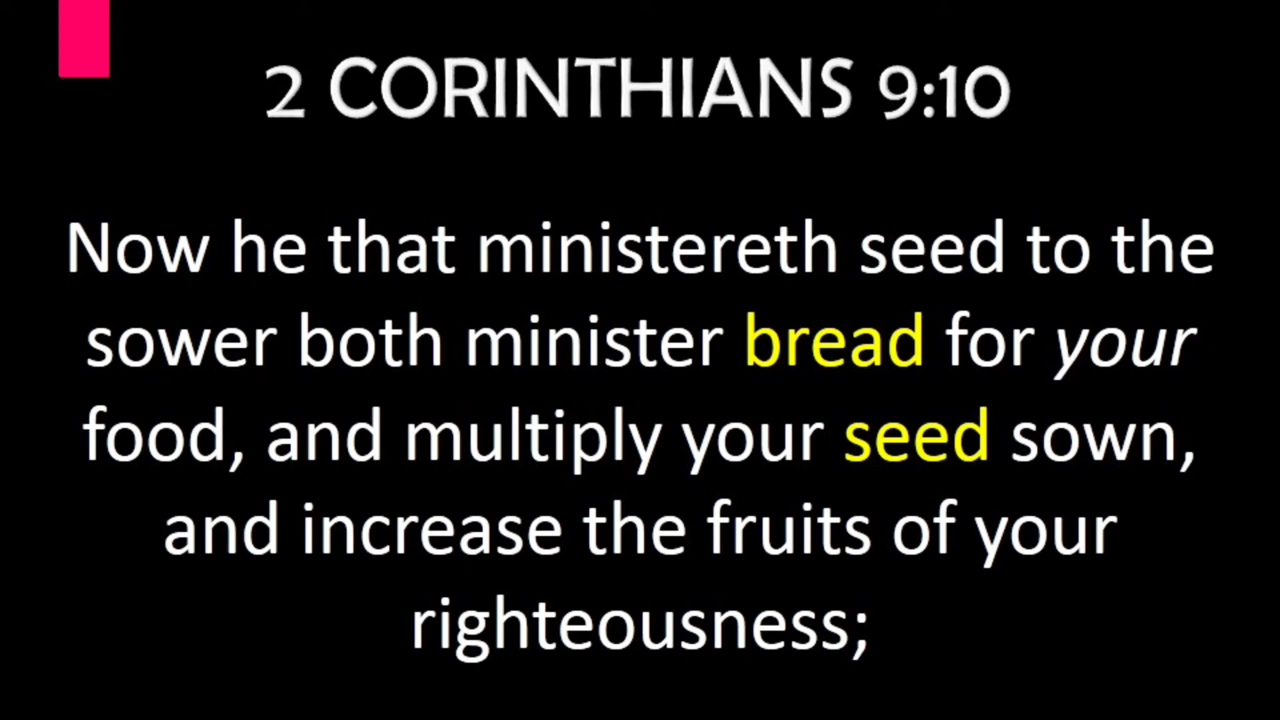 2 CORINTHIANS 9:10
Now he that ministereth seed to the
sower both minister bread for your
food, and multiply your seed sown,
and increase the fruits of your
righteousness;